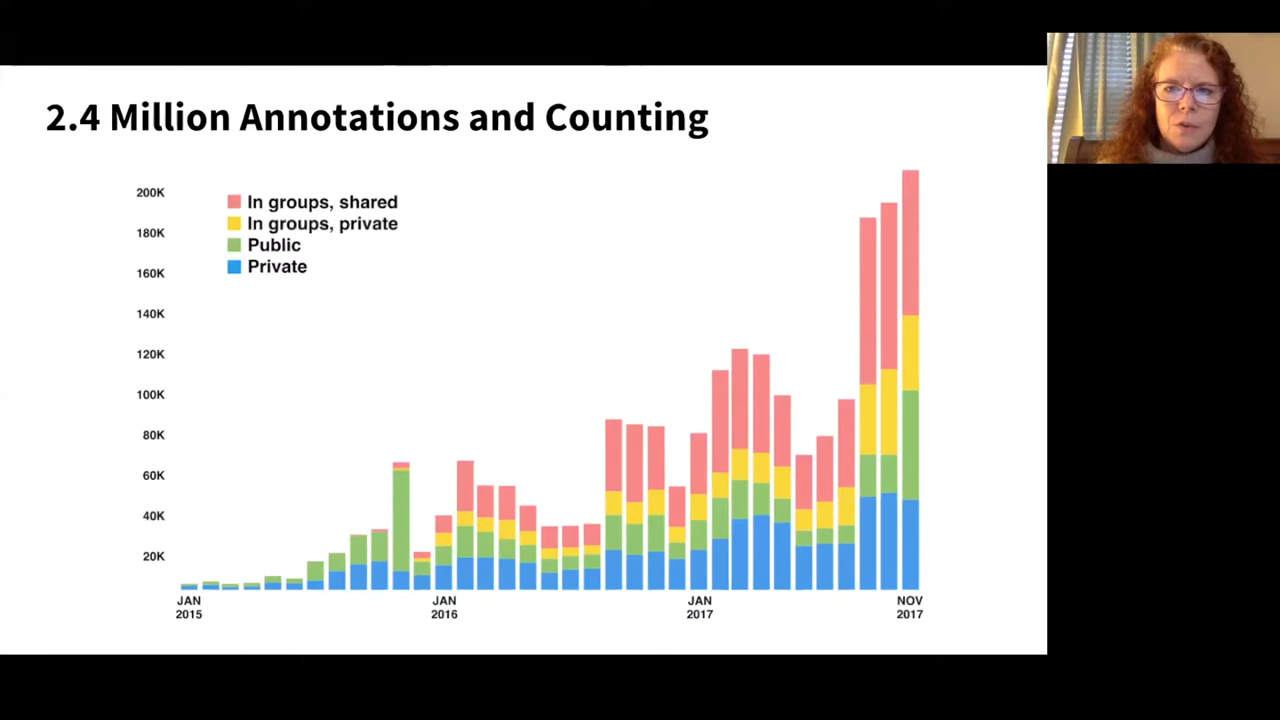 2.4 Million Annotations and Counting
200K
180K
160K
140K
120K
100K
80K
60K
40K
20K
In groups, shared
In groups, private
Public
Private
JAN
2015
JAN
2016
JAN
2017
NOV
2017